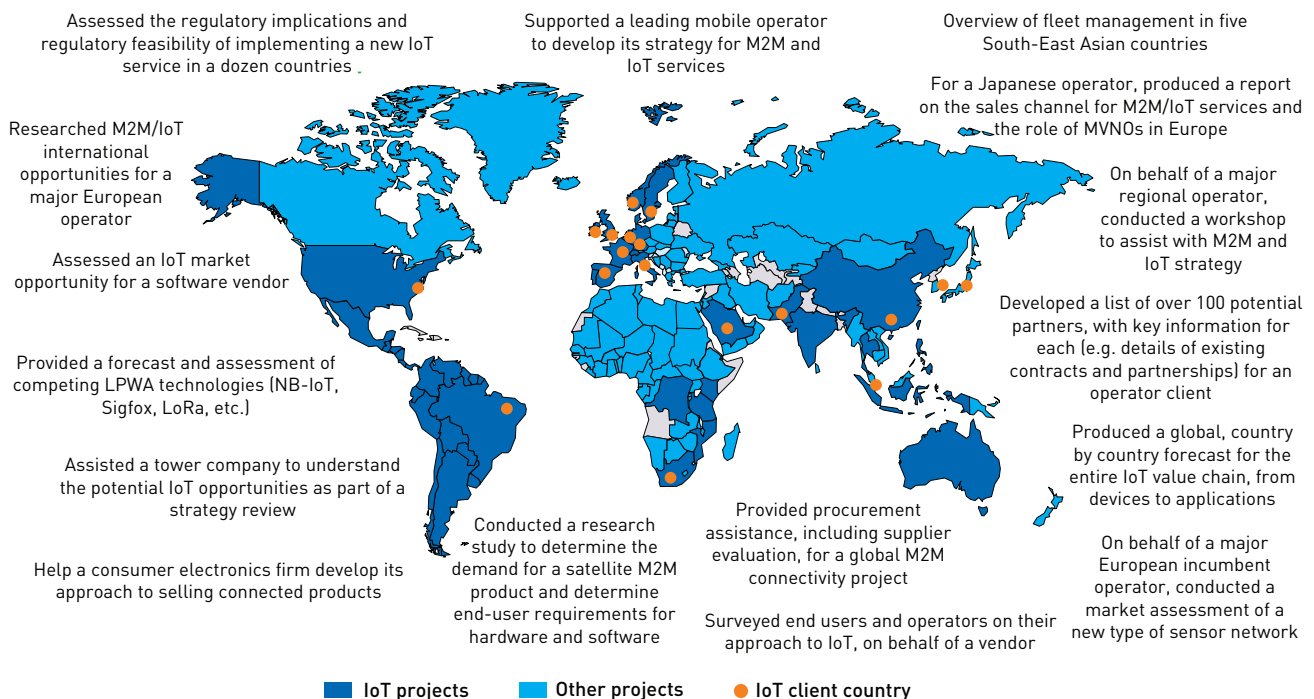 Assessed the regulatory implications and
regulatory feasibility of implementing a new IoT
service in a dozen countries .
Supported a leading mobile operator
to develop its strategy for M2M and
IoT services
Overview of fleet management in five
South-East Asian countries
For a Japanese operator, produced a report
on the sales channel for M2M/IoT services and
the role of MVNOs in Europe
Researched M2M/IoT
international
opportunities for a
major European
operator
On behalf of a major
regional operator,
conducted a workshop
to assist with M2M and
IoT strategy
Assessed an IoT market
opportunity for a software vendor
Developed a list of over 100 potential
partners, with key information for
each (e.g. details of existing
contracts and partnerships) for an
operator client
Provided a forecast and assessment of
competing LPWA technologies (NB-IoT,
Sigfox, LoRa, etc.)
Produced a global, country
by country forecast for the
entire IoT value chain, from
devices to applications
Assisted a tower company to understand
the potential IoT opportunities as part of a
strategy review
Conducted a research
study to determine the
demand for a satellite M2M
product and determine
end-user requirements for
hardware and software
Provided procurement
assistance, including supplier
evaluation, for a global M2M
connectivity project
On behalf of a major
European incumbent
operator, conducted a
market assessment of a
new type of sensor network
Help a consumer electronics firm develop its
approach to selling connected products
Surveyed end users and operators on their
approach to IoT, on behalf of a vendor
IoT projects
Other projects
IoT client country